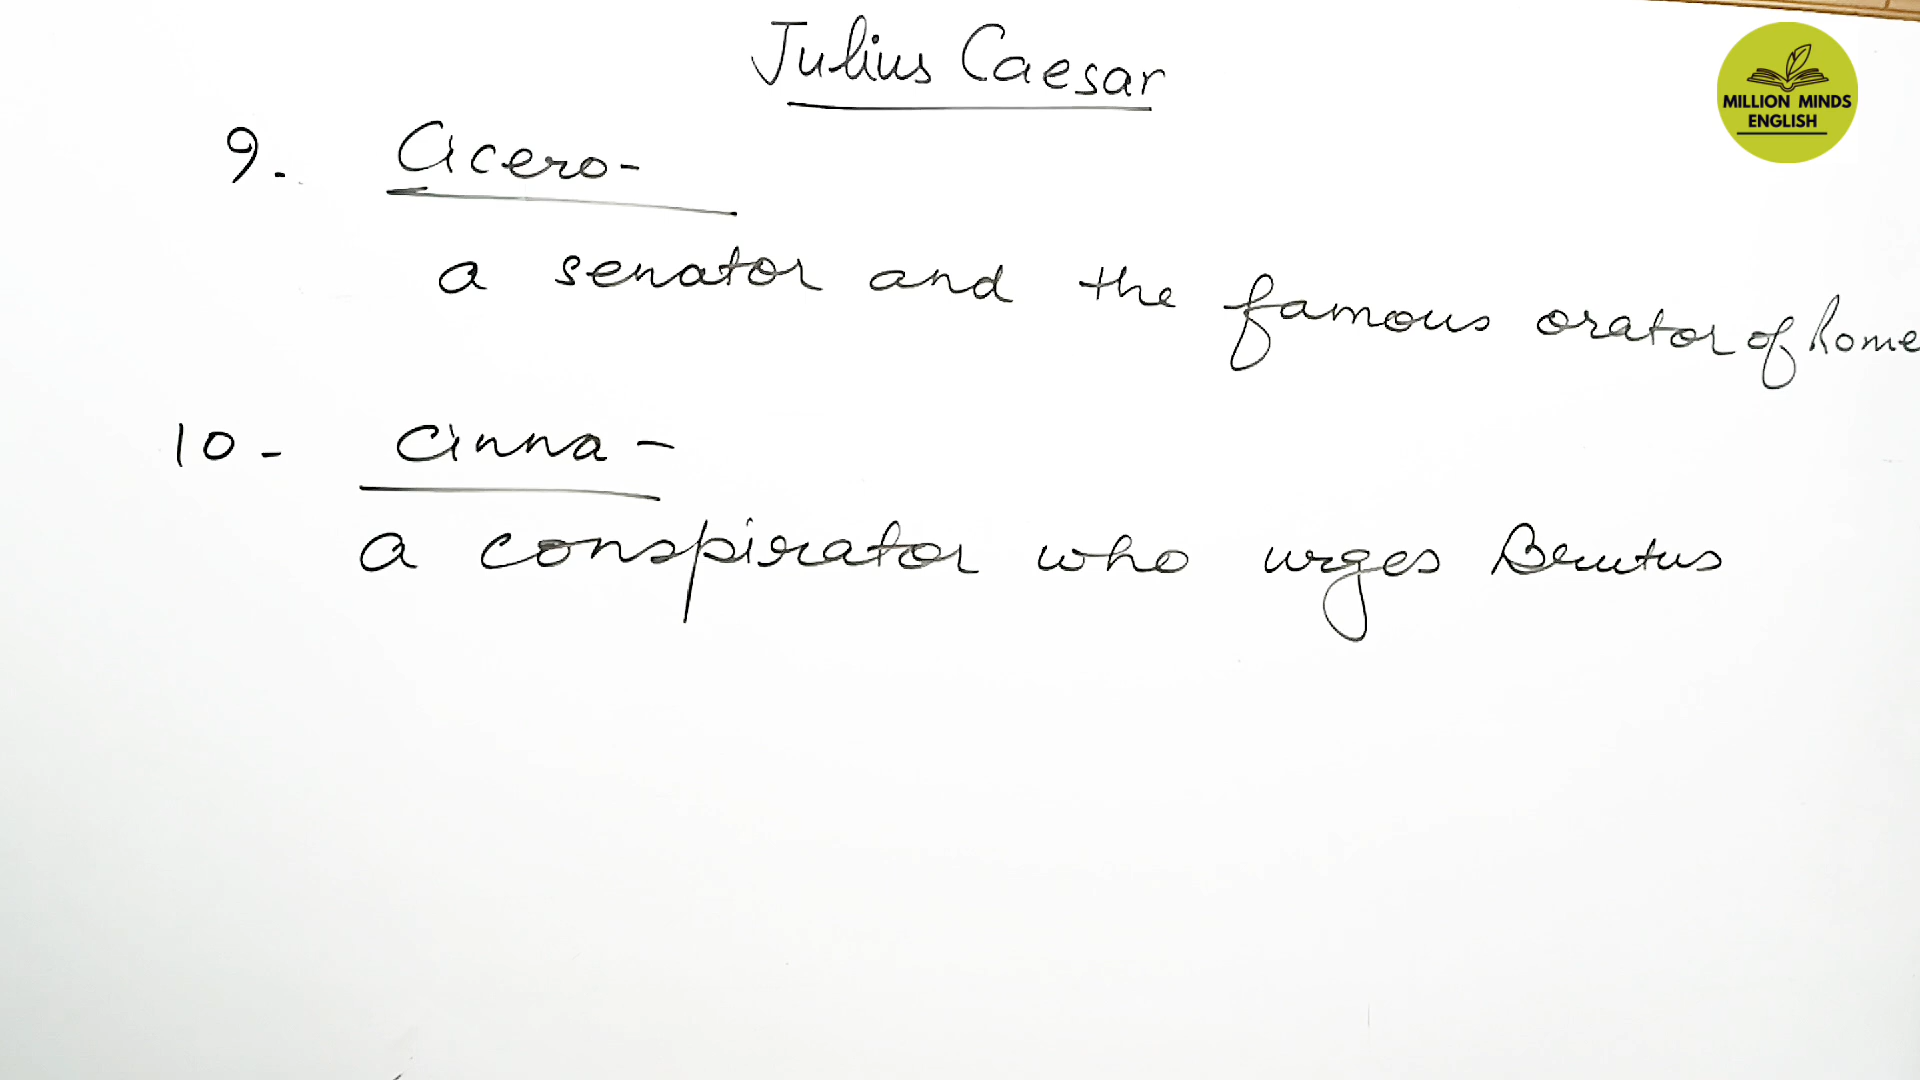 Julius Caesar
MILLION MINDS
ENGLISH
9. Cicero-
a senator and the famous orator of Rome
10- Cinna-
a conspirator who urges Brutus